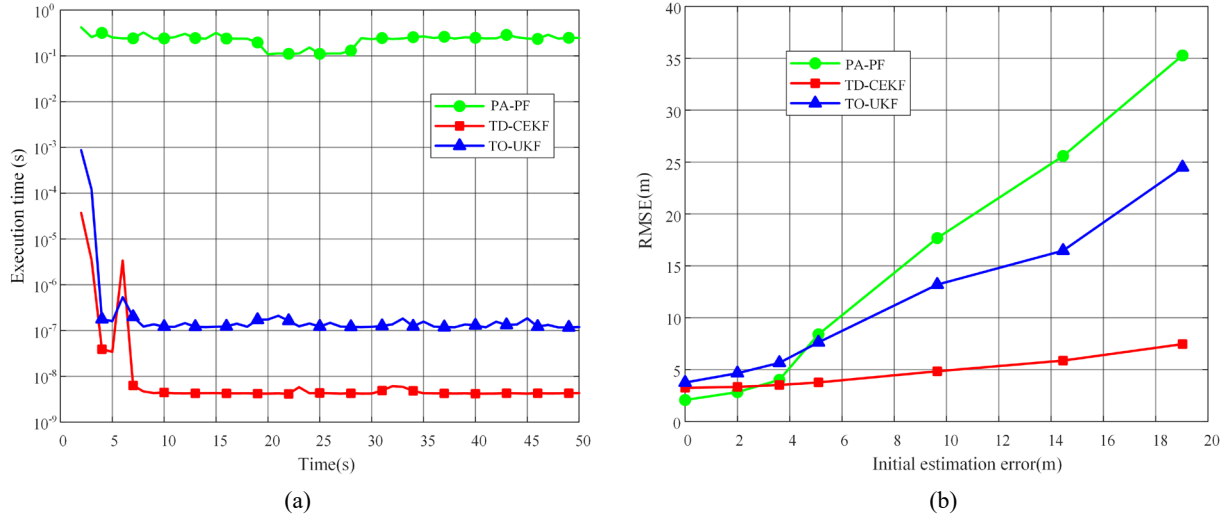 10^1
10^0
10^-1
10^-2
10^-3
10^-4
10^-5
10^-6
10^-7
10^-8
10^-9
Execution time (s)
PA-PF
TD-CEKF
TO-UKF
0 5 10 15 20 25 30 35 40 45 50
Time(s)
(a)
40
35
30
25
20
15
10
5
0
RMSE(m)
PA-PF
TD-CEKF
TO-UKF
0 2 4 6 8 10 12 14 16 18 20
Initial estimation error(m)
(b)